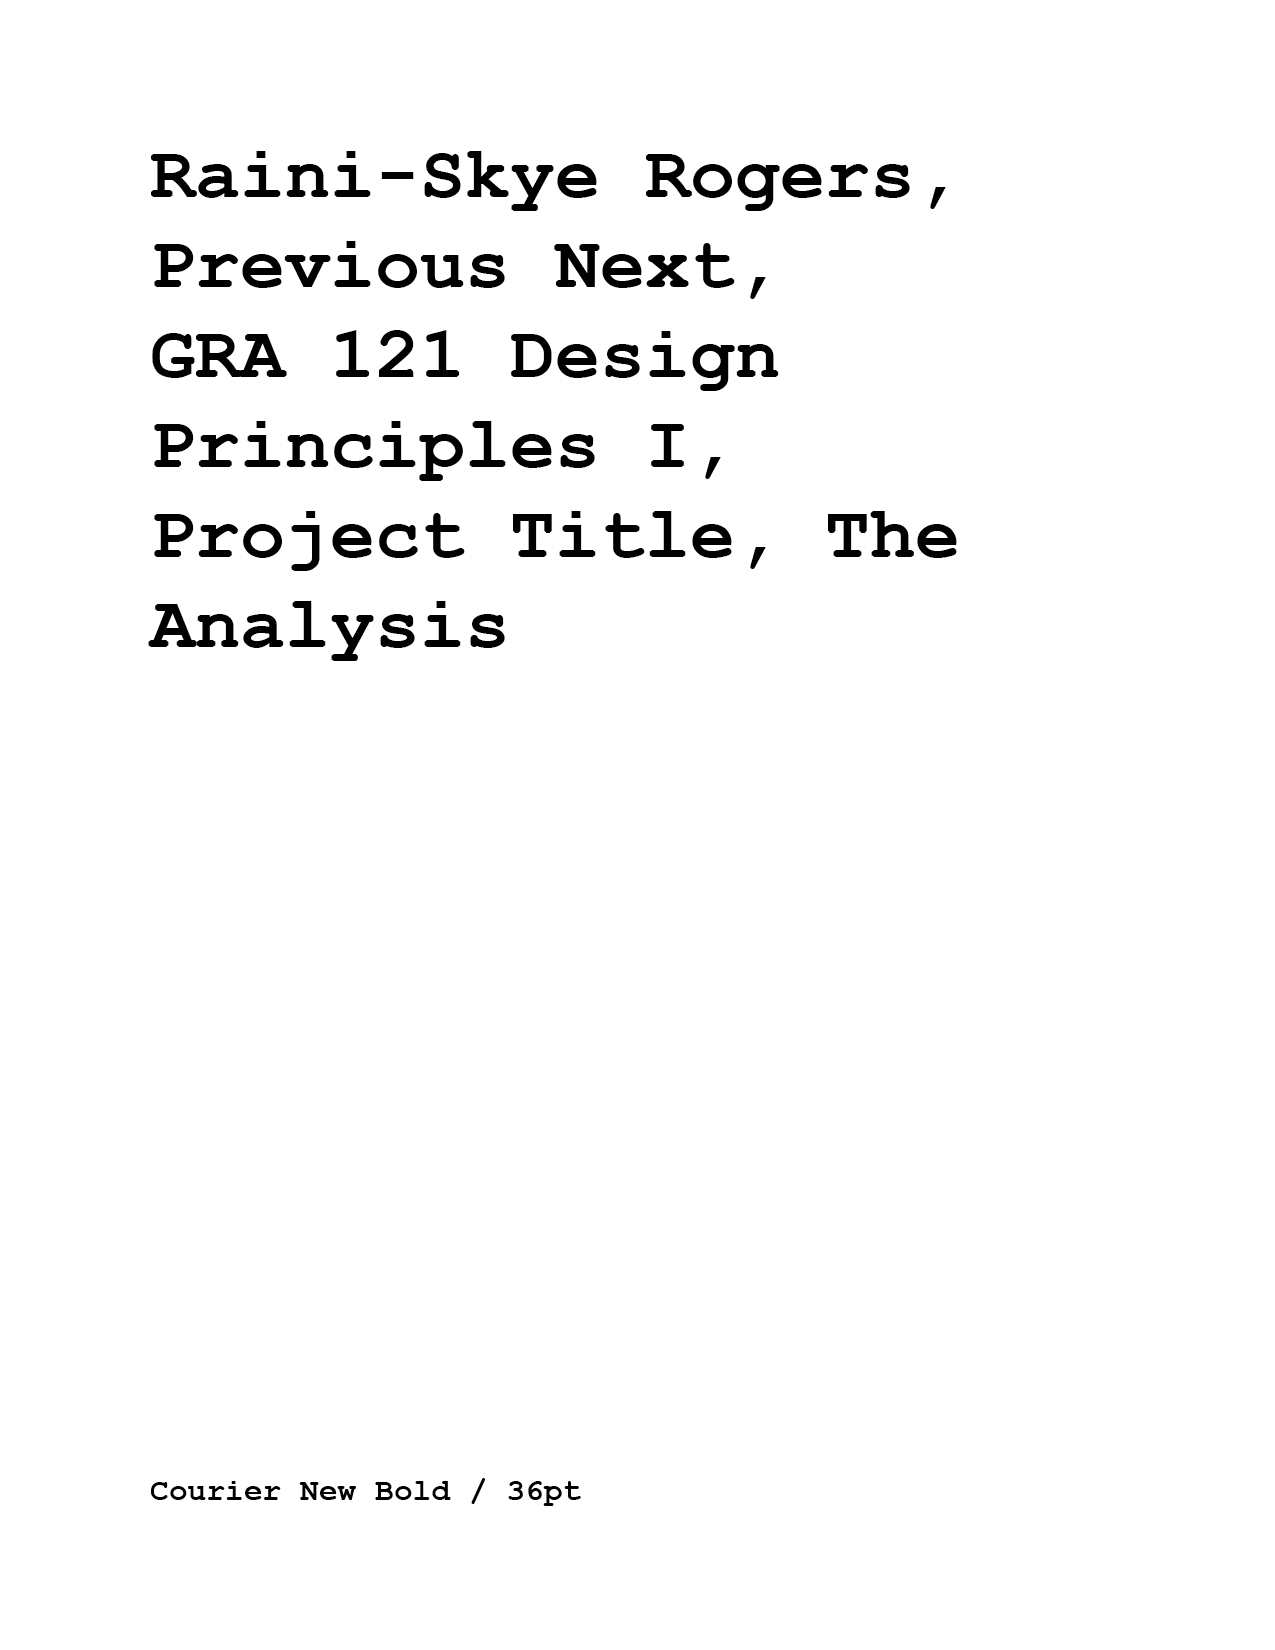 Raini-Skye Rogers,
Previous Next,
GRA 121 Design
Principles I,
Project Title, The
Analysis
Courier New Bold / 36pt